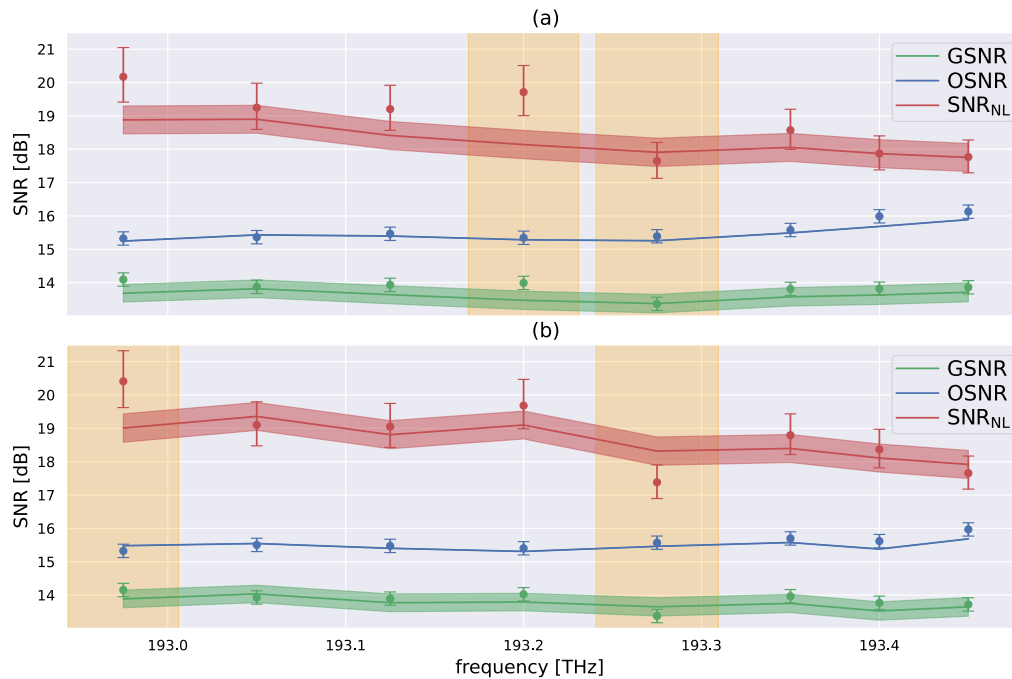 (a)
21
20
19
18
17
16
15
14
SNR [dB]
GSNR
OSNR
SNR_NL
(b)
21
20
19
18
17
16
15
14
SNR [dB]
GSNR
OSNR
SNR_NL
193.0 193.1 193.2 193.3 193.4
frequency [THz]